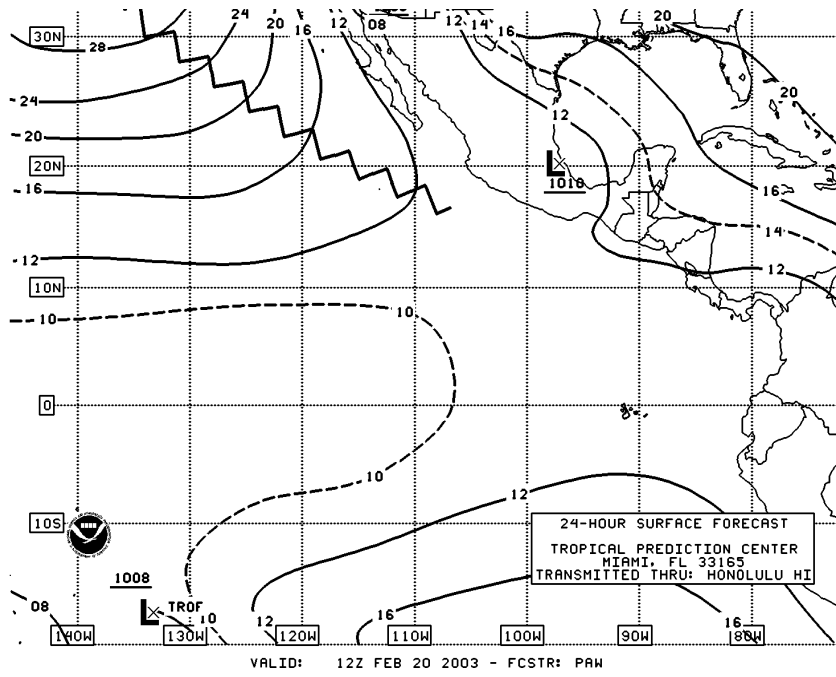 24
20
16
12
08
12
14
16
20
30N
28
24
20
20
12
20N
1010
16
16
14
12
12
10N
10
10
0
10
12
10S
24-HOUR SURFACE FORECAST
TROPICAL PREDICTION CENTER
MIAMI, FL 33165
TRANSMITTED THRU: HONOLULU HI
1008
L
08
TROF
10
12
16
16
140W
130W
120W
110W
100W
90W
80W
L
VALID: 12Z FEB 20 2003 - FCSTR: PAW